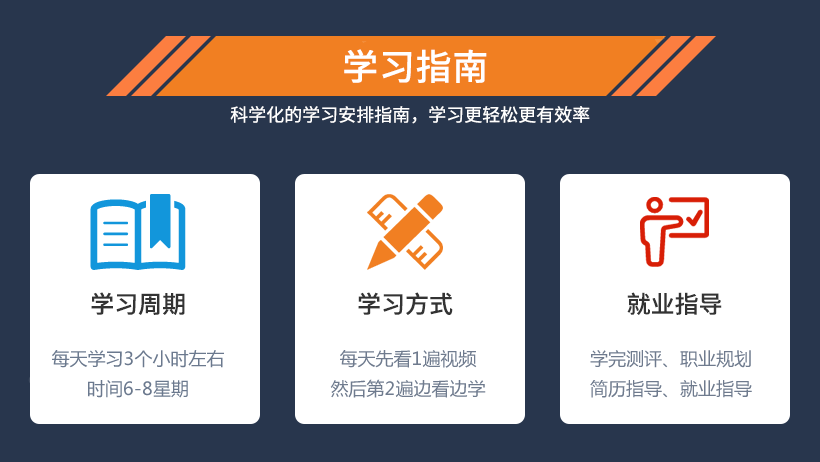 学习指南
科学化的学习安排指南，学习更轻松更有效率
学习周期
每天学习3个小时左右
时间6-8星期
学习方式
每天先看1遍视频
然后第2遍边看边学
就业指导
学完测评、职业规划
简历指导、就业指导